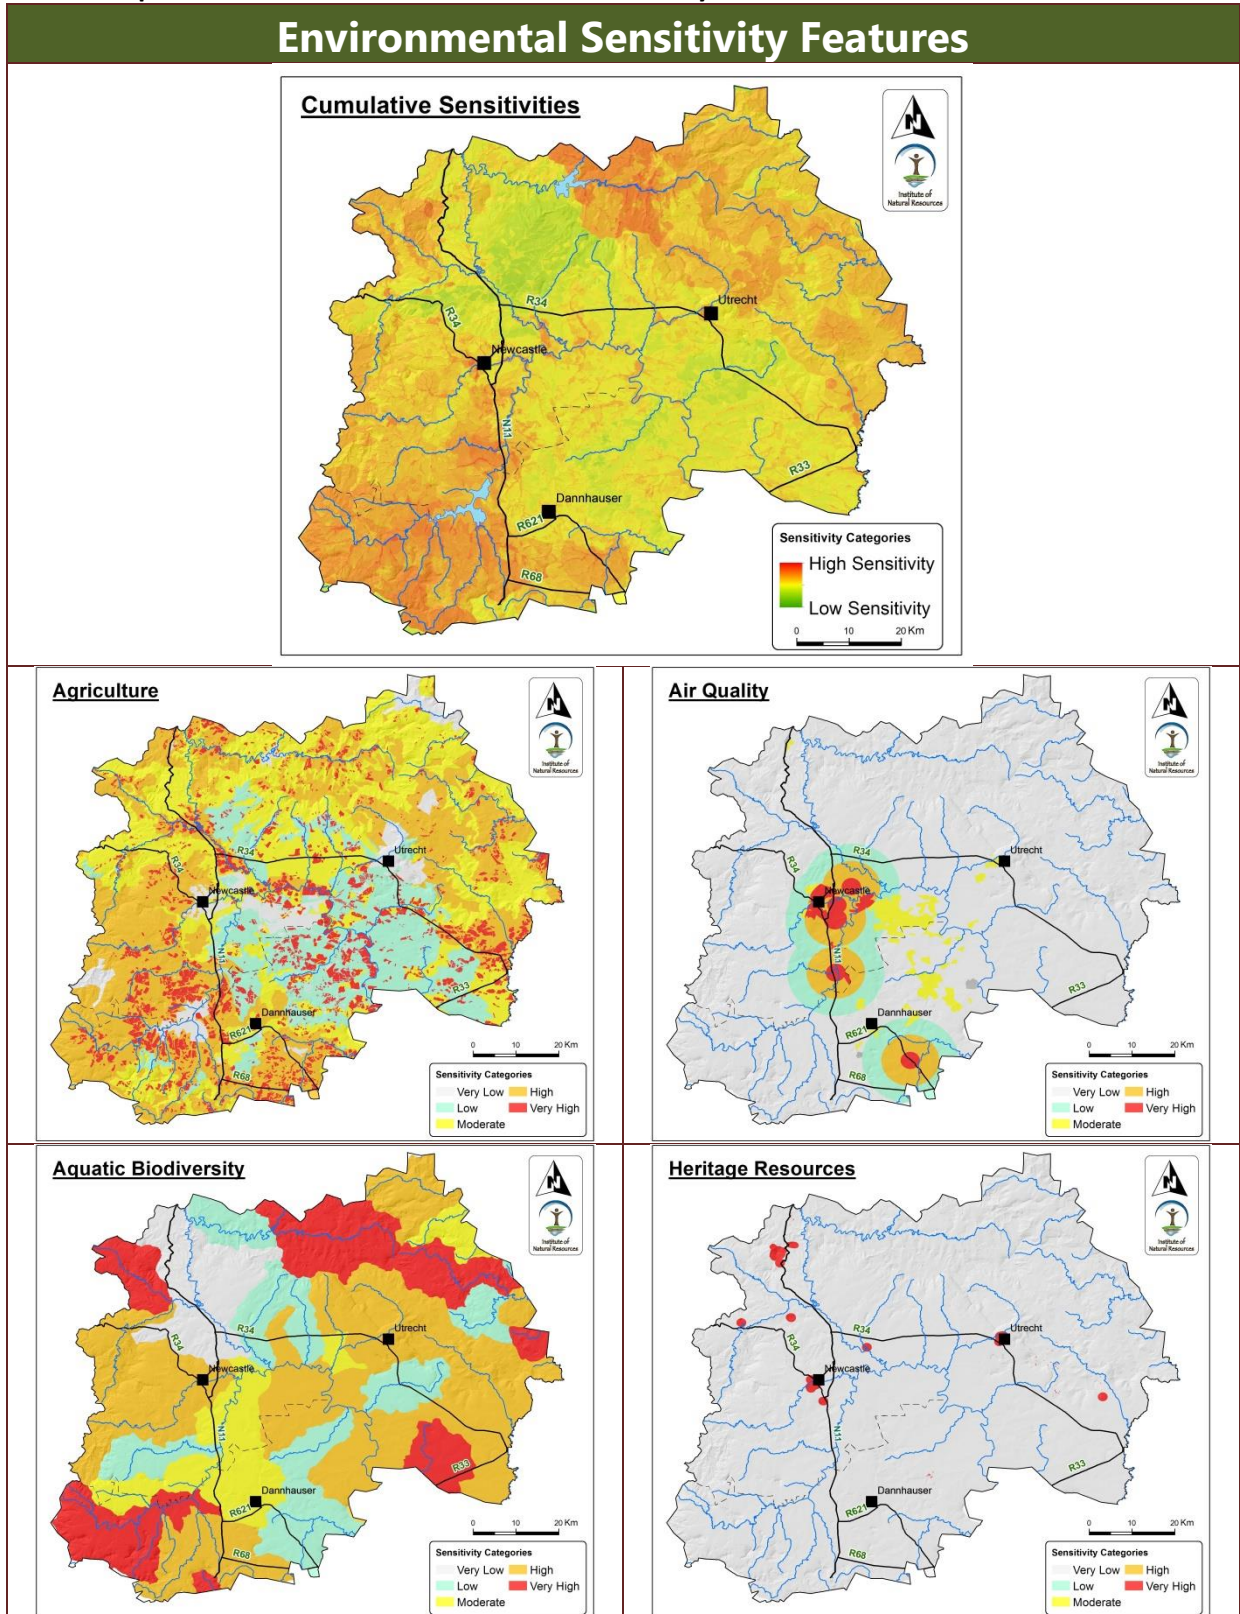 Environmental Sensitivity Features
Cumulative Sensitivities
N
Institute of
Natural Resources
R34
Utrecht
R34
Newcastle
N11
R33
Dannhauser
R621
R68
Sensitivity Categories
High Sensitivity
Low Sensitivity
0 10 20 Km
Agriculture
N
Institute of
Natural Resources
R34
Utrecht
R34
Newcastle
N11
R33
Dannhauser
R621
R68
0 10 20 Km
Sensitivity Categories
Very Low High
Low Very High
Moderate
Air Quality
N
Institute of
Natural Resources
R34
Utrecht
R34
Newcastle
N11
R33
Dannhauser
R621
R68
0 10 20 Km
Sensitivity Categories
Very Low High
Low Very High
Moderate
Aquatic Biodiversity
N
Institute of
Natural Resources
R34
Utrecht
R34
Newcastle
N11
R33
Dannhauser
R621
R68
0 10 20 Km
Sensitivity Categories
Very Low High
Low Very High
Moderate
Heritage Resources
N
Institute of
Natural Resources
R34
Utrecht
R34
Newcastle
N11
R33
Dannhauser
R621
R68
0 10 20 Km
Sensitivity Categories
Very Low High
Low Very High
Moderate